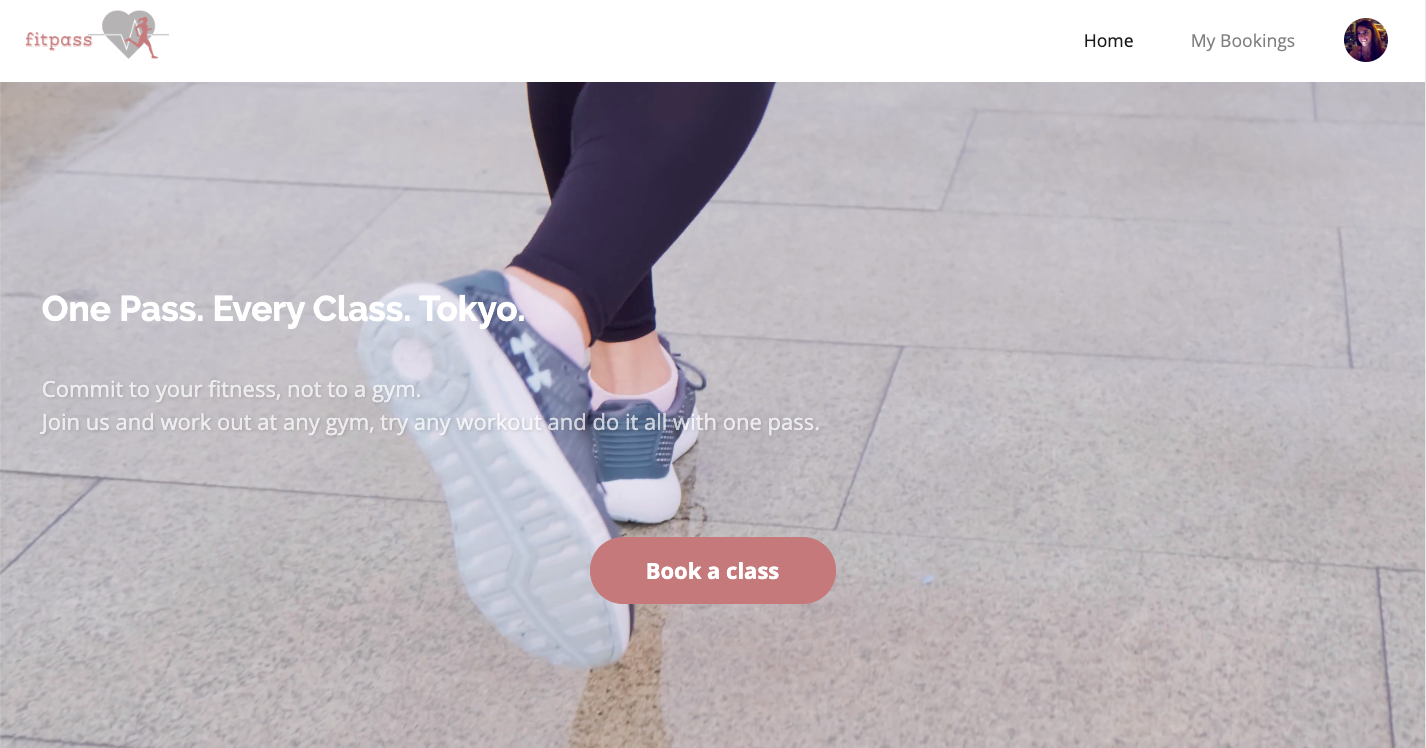 fitpass
Home
My Bookings
One Pass. Every Class. Tokyo.
Commit to your fitness, not to a gym.
Join us and work out at any gym, try any workout and do it all with one pass.
Book a class